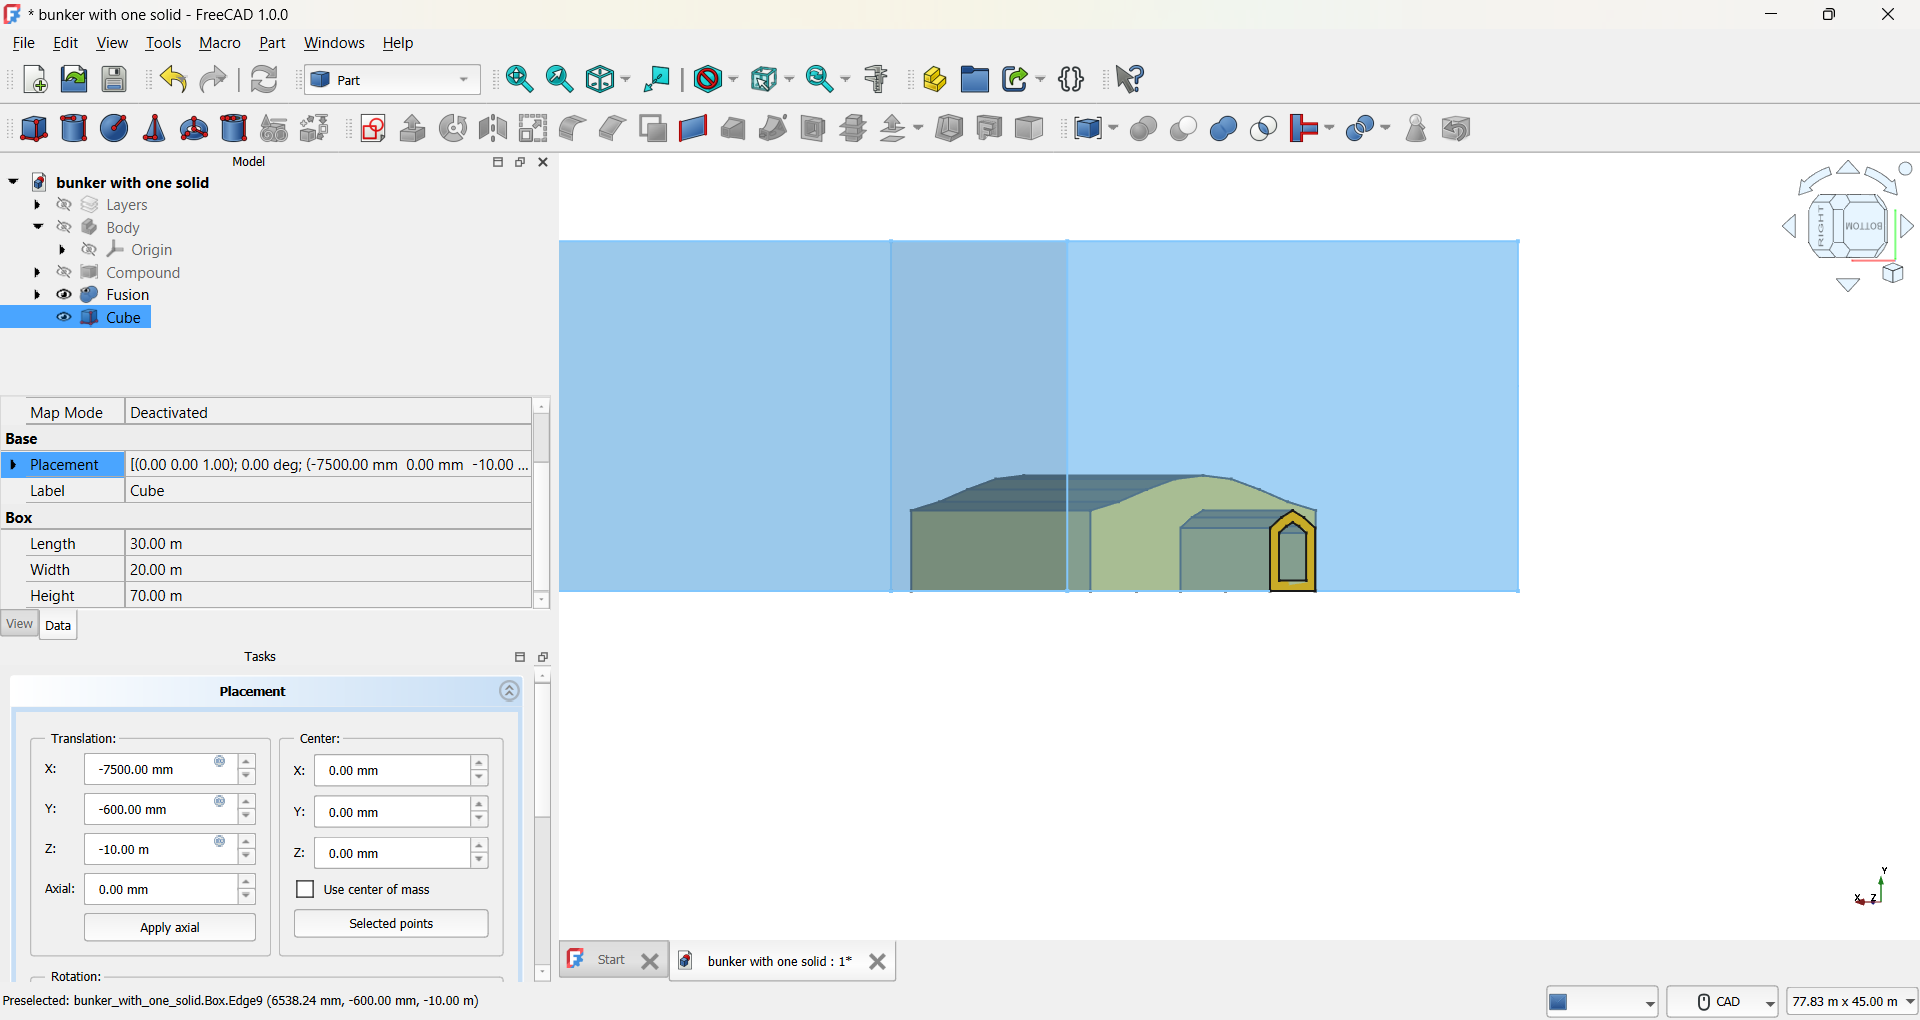 * bunker with one solid - FreeCAD 1.0.0
File Edit View Tools Macro Part Windows Help
Part
Model
bunker with one solid
Layers
Body
Origin
Compound
Fusion
Cube
Map Mode Deactivated
Base
Placement [(0.00 0.00 1.00); 0.00 deg; (-7500.00 mm 0.00 mm -10.00 ...
Label Cube
Box
Length 30.00 m
Width 20.00 m
Height 70.00 m
View Data
Tasks
Placement
Translation:
X: -7500.00 mm
Y: -600.00 mm
Z: -10.00 m
Axial: 0.00 mm
Apply axial
Center:
X: 0.00 mm
Y: 0.00 mm
Z: 0.00 mm
Use center of mass
Selected points
Rotation:
RIGHT
BOTTOM
Y
X Z
Start
bunker with one solid : 1*
Preselected: bunker_with_one_solid.Box.Edge9 (6538.24 mm, -600.00 mm, -10.00 m)
CAD
77.83 m x 45.00 m